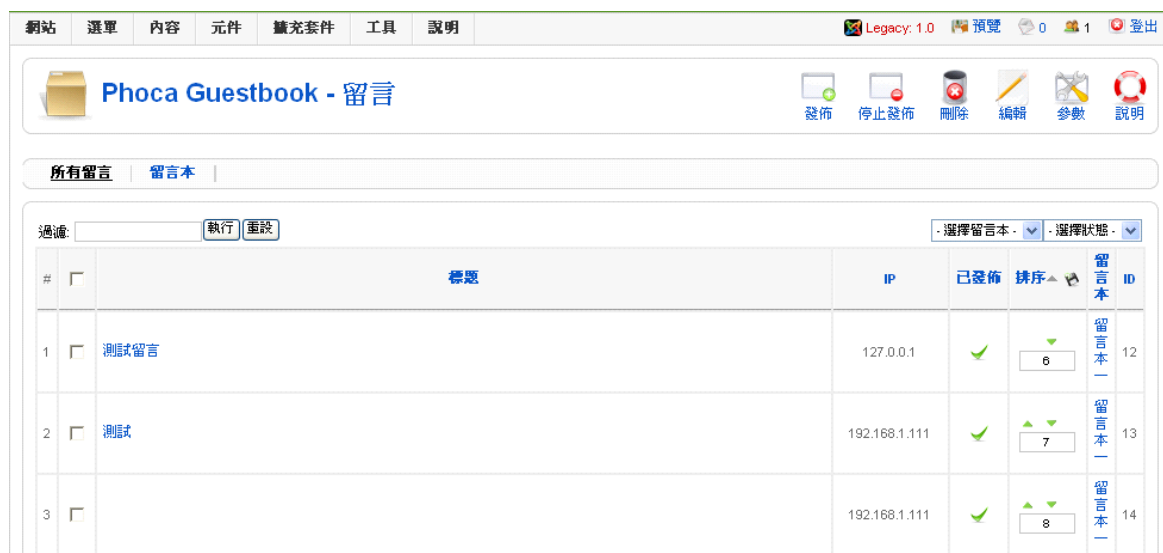 網站 選單 內容 元件 擴充套件 工具 說明 Legacy: 1.0 預覽 0 1 登出
Phoca Guestbook - 留言
發佈 停止發佈 刪除 編輯 參數 說明
所有留言 | 留言本 |
過濾: 執行 重設 - 選擇留言本 - - 選擇狀態 -
# 標題 IP 已發佈 排序 留言本 ID
1 測試留言 127.0.0.1 6 留言本一 12
2 測試 192.168.1.111 7 留言本一 13
3 192.168.1.111 8 留言本一 14